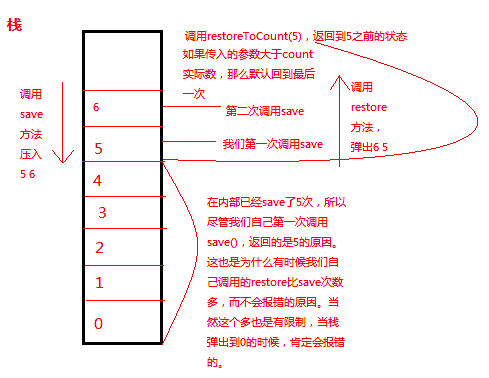 栈
调用restoreToCount(5)，返回到5之前的状态
如果传入的参数大于count
实际数，那么默认回到最后
一次
调用
save
方法
压入
5 6
6
第二次调用save
5
我们第一次调用save
调用
restore
方法，
弹出6 5
4
3
2
1
0
在内部已经save了5次，所以
尽管我们自己第一次调用
save()，返回的是5的原因。
这也是为什么有时候我们自
己调用的restore比save次数
多，而不会报错的原因。当
然这个多也是有限制，当栈
弹出到0的时候，肯定会报错
的。